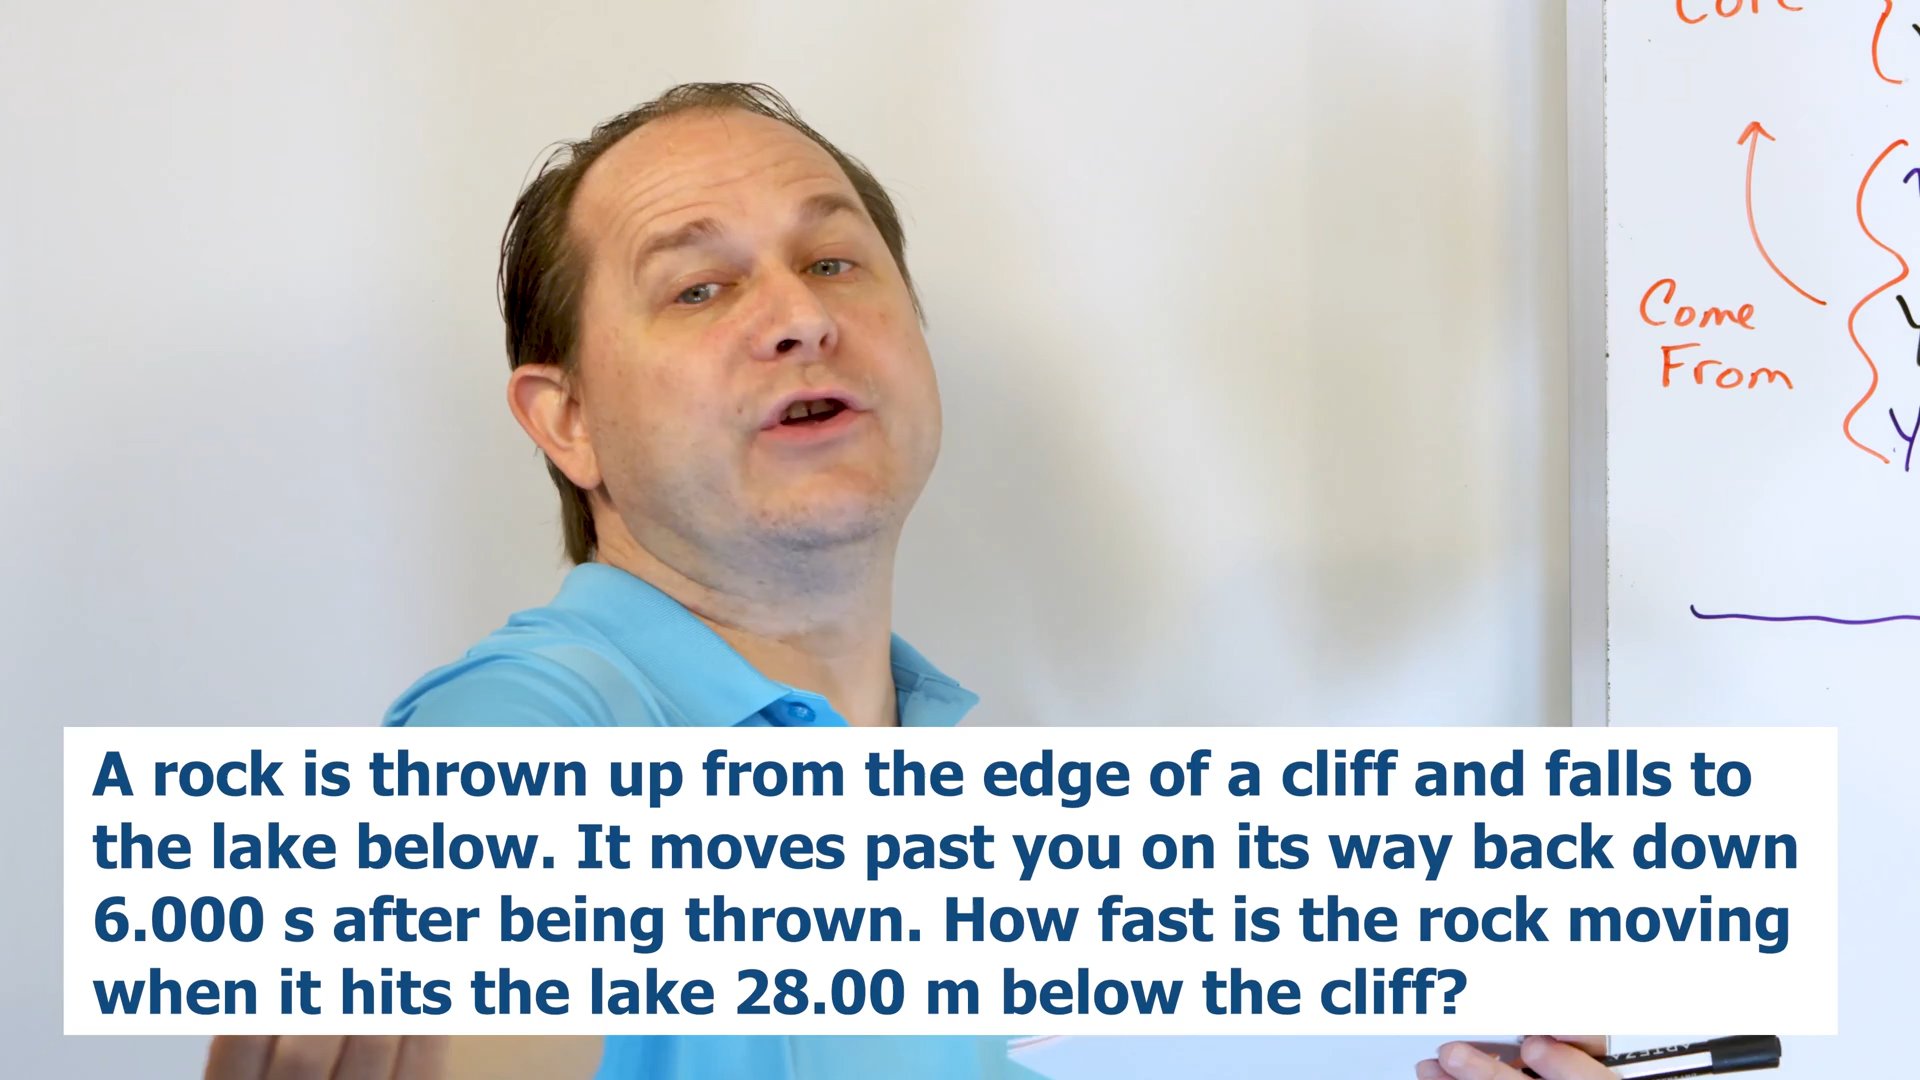 Come
From
A rock is thrown up from the edge of a cliff and falls to
the lake below. It moves past you on its way back down
6.000 s after being thrown. How fast is the rock moving
when it hits the lake 28.00 m below the cliff?
ARTEZA